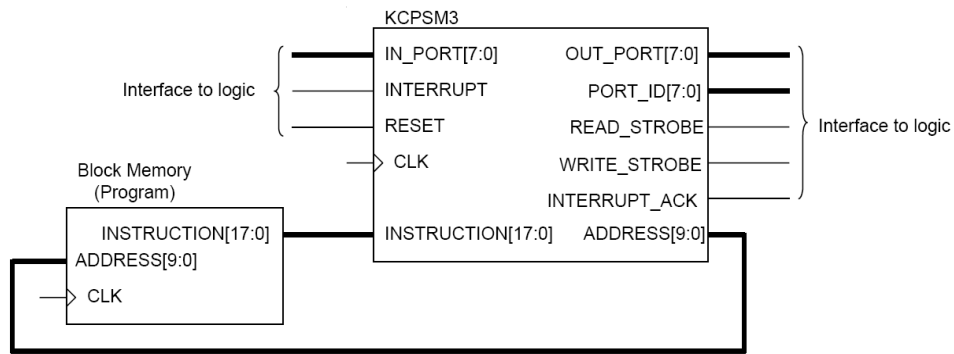 KCPSM3
IN_PORT[7:0]
OUT_PORT[7:0]
Interface to logic
INTERRUPT
PORT_ID[7:0]
RESET
READ_STROBE
Interface to logic
CLK
WRITE_STROBE
Block Memory
(Program)
INTERRUPT_ACK
INSTRUCTION[17:0]
INSTRUCTION[17:0]
ADDRESS[9:0]
ADDRESS[9:0]
CLK